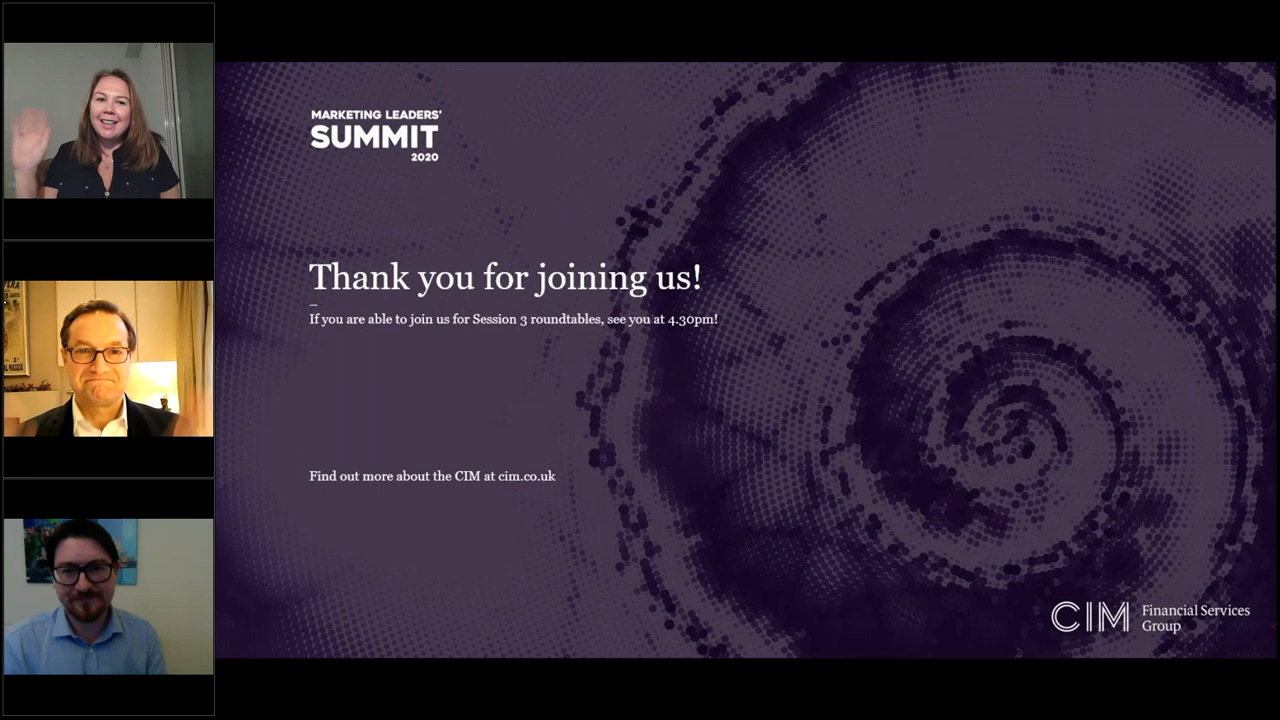 MARKETING LEADERS'
SUMMIT
2020
Thank you for joining us!
If you are able to join us for Session 3 roundtables, see you at 4.30pm!
Find out more about the CIM at cim.co.uk
CIM Financial Services
Group